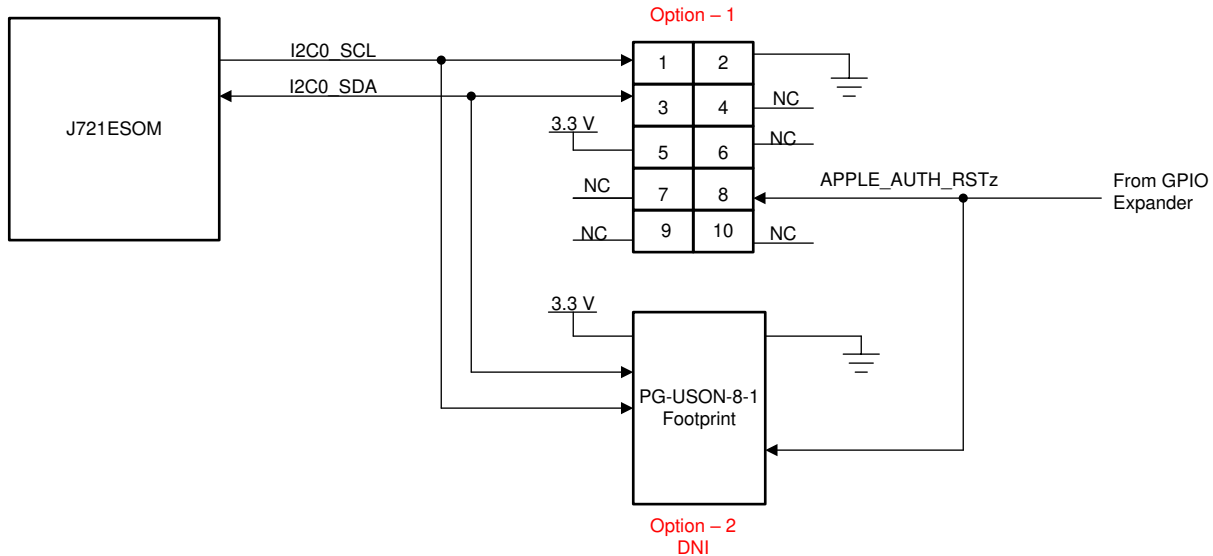 Option – 1
I2C0_SCL
1
2
I2C0_SDA
3
4
NC
J721ESOM
3.3 V
5
6
NC
NC
7
8
APPLE_AUTH_RSTz
From GPIO
Expander
NC
9
10
NC
3.3 V
PG-USON-8-1
Footprint
Option – 2
DNI